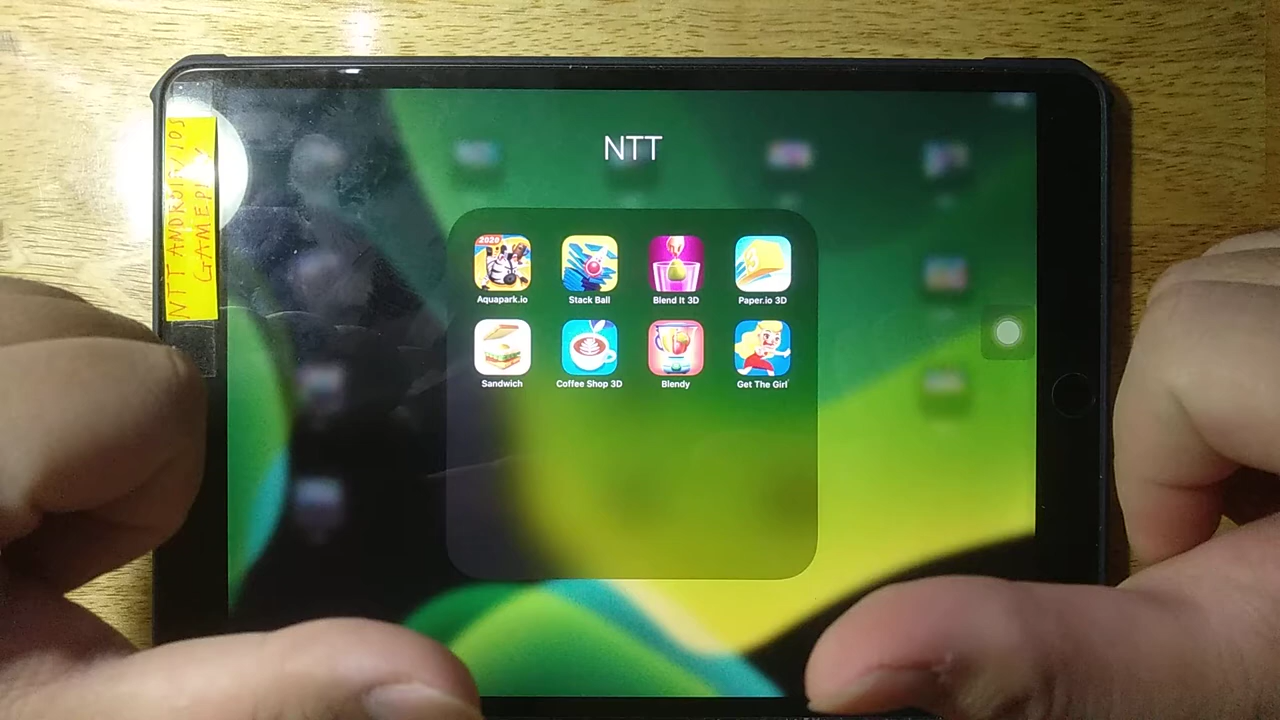 NTT ANDROID/IOS
GAMEPLAY
NTT
2020
Aquapark.io
Stack Ball
Blend It 3D
Paper.io 3D
Sandwich
Coffee Shop 3D
Blendy
Get The Girl